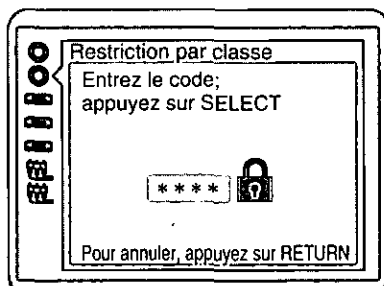 Restriction par classe
Entrez le code;
appuyez sur SELECT
* * * *
Pour annuler, appuyez sur RETURN